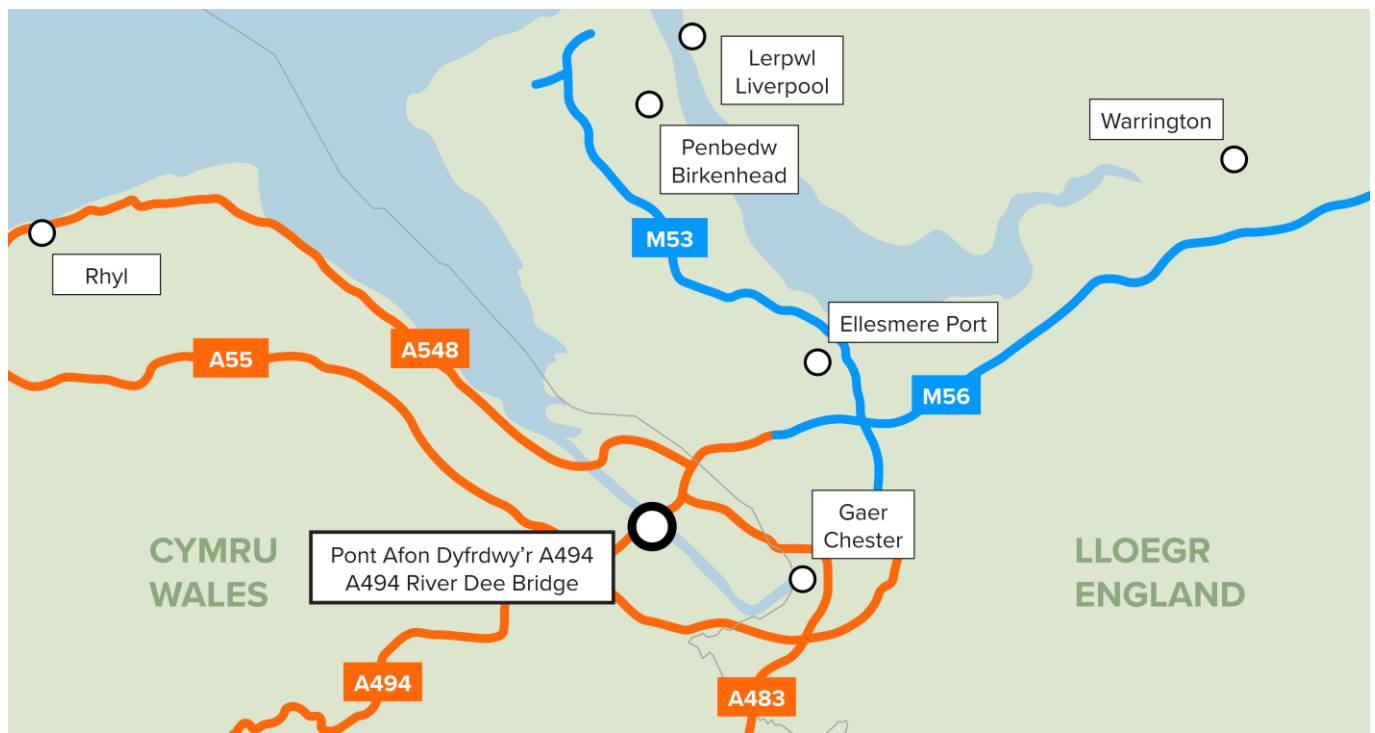 Lerpwl
Liverpool
Warrington
Penbedw
Birkenhead
M53
Rhyl
Ellesmere Port
A548
A55
M56
Gaer
Chester
CYMRU
WALES
Pont Afon Dyfrdwy’r A494
A494 River Dee Bridge
LLOEGR
ENGLAND
A494
A483